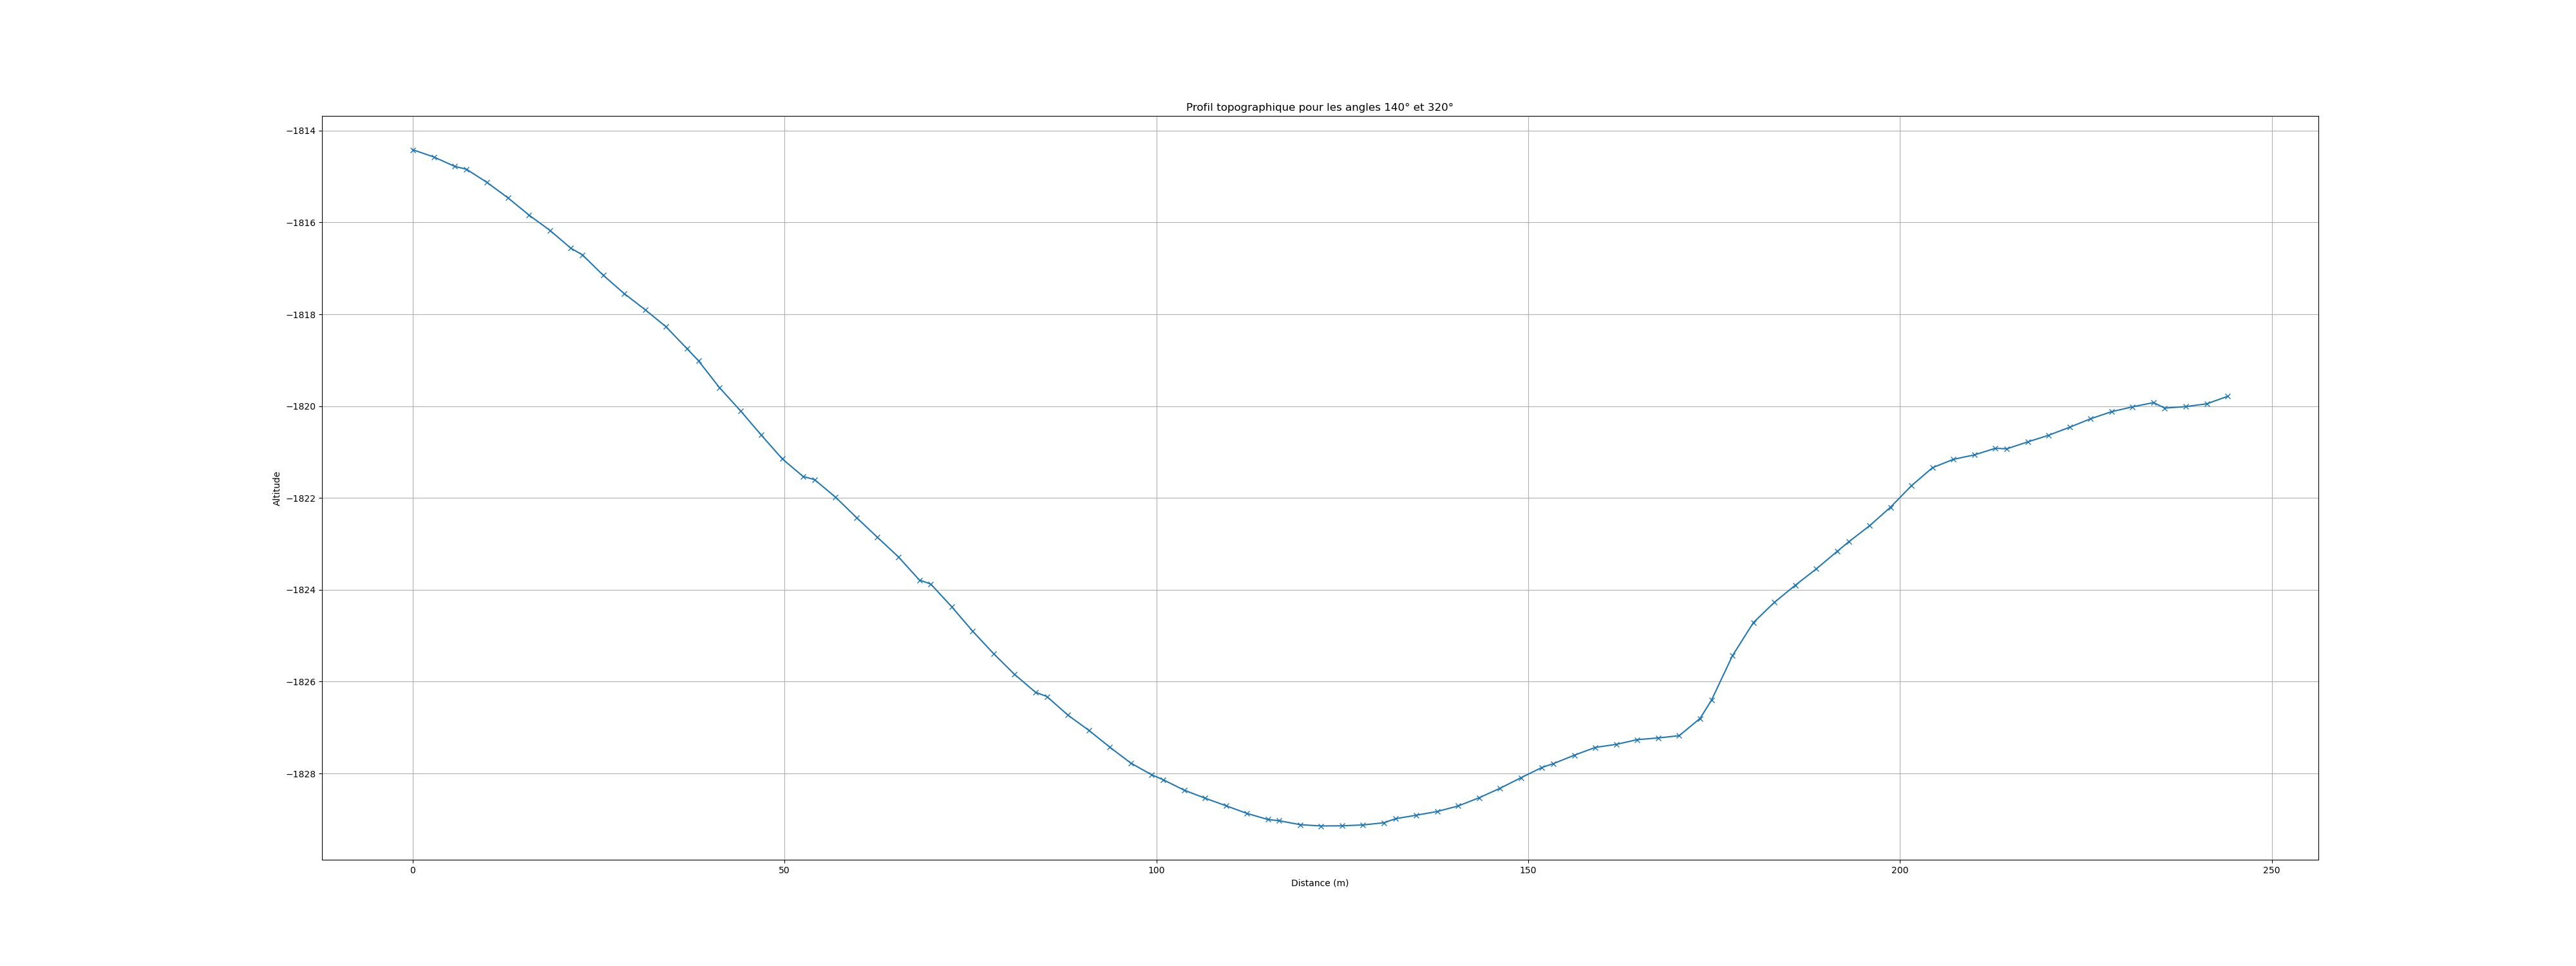 Profil topographique pour les angles 140° et 320°
−1814
−1816
−1818
−1820
−1822
−1824
−1826
−1828
Altitude
0 50 100 150 200 250
Distance (m)